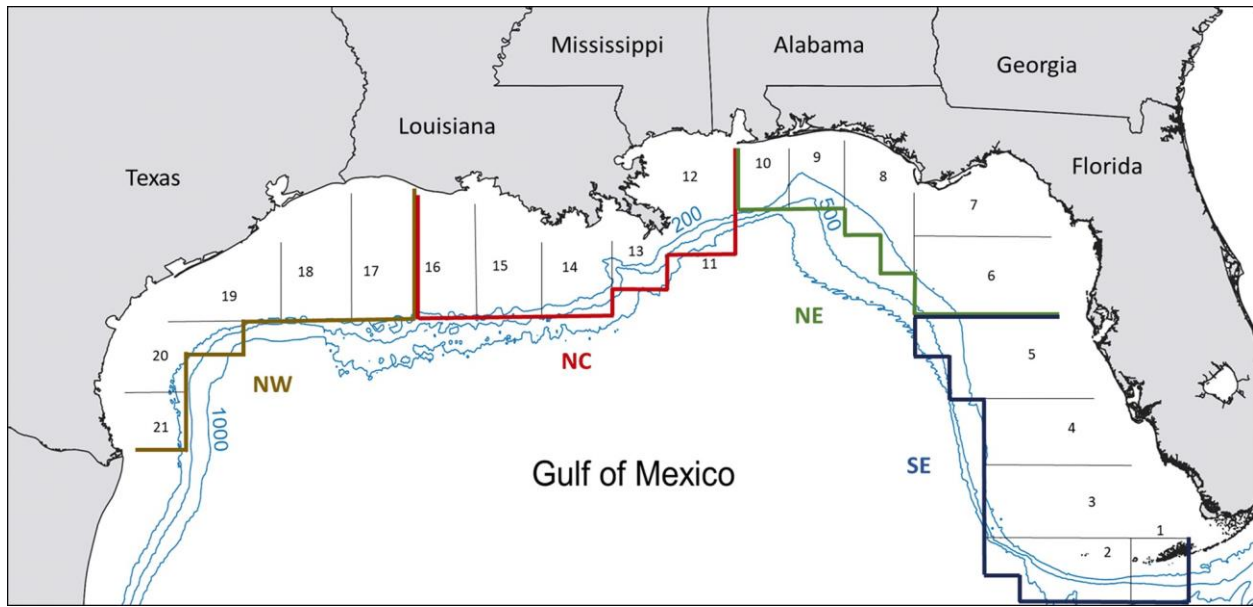 Mississippi
Alabama
Georgia
Louisiana
Florida
Texas
12
10
9
8
7
200
500
13
11
16
15
14
17
18
19
6
NE
20
NW
NC
5
1000
21
4
SE
Gulf of Mexico
3
1
2